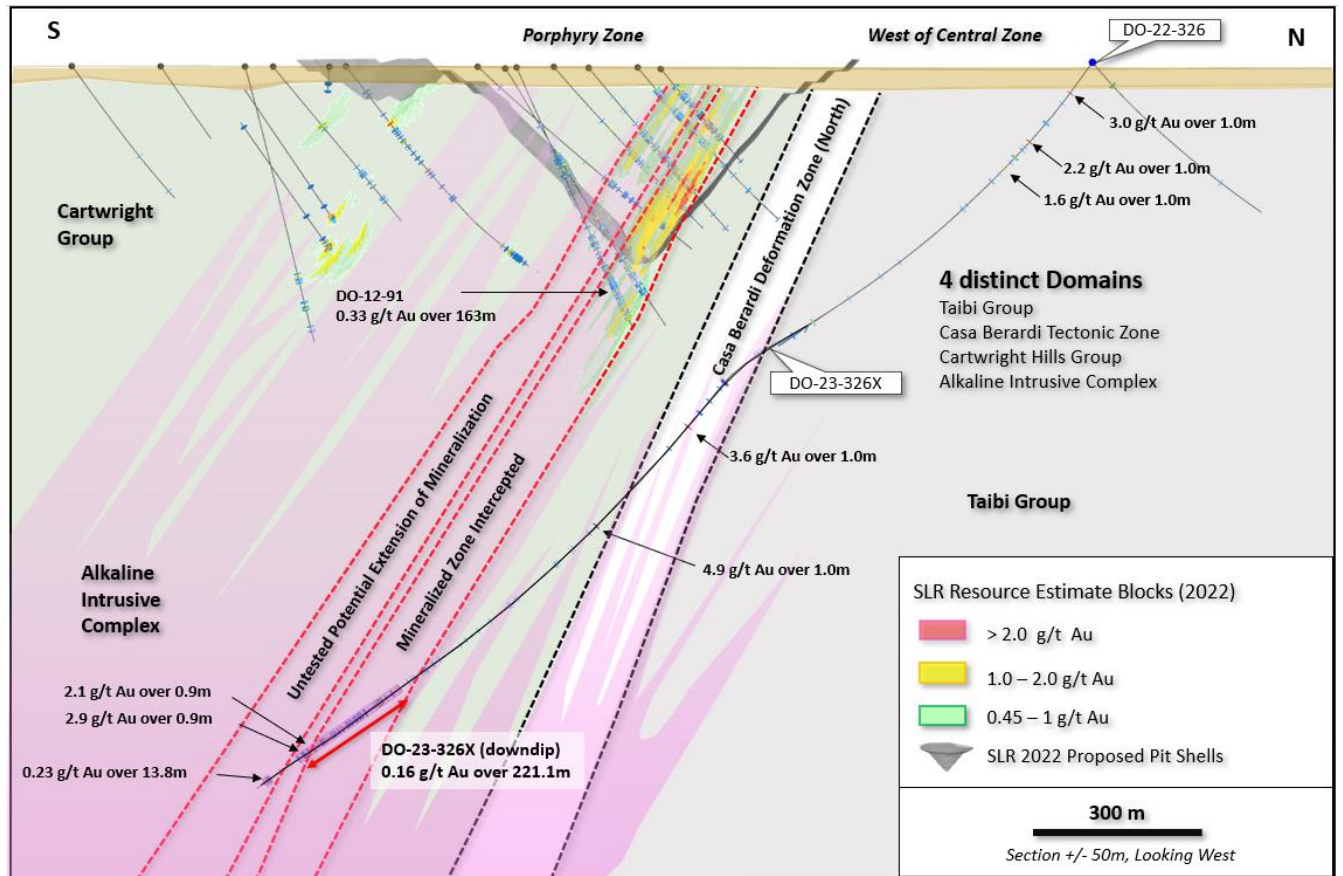 S
Porphyry Zone
West of Central Zone
DO-22-326
N
3.0 g/t Au over 1.0m
2.2 g/t Au over 1.0m
1.6 g/t Au over 1.0m
Cartwright
Group
Casa Berardi Deformation Zone (North)
4 distinct Domains
Taibi Group
Casa Berardi Tectonic Zone
Cartwright Hills Group
Alkaline Intrusive Complex
DO-12-91
0.33 g/t Au over 163m
DO-23-326X
3.6 g/t Au over 1.0m
Untested Potential Extension of Mineralization
Mineralized Zone Intercepted
Taibi Group
4.9 g/t Au over 1.0m
Alkaline
Intrusive
Complex
2.1 g/t Au over 0.9m
2.9 g/t Au over 0.9m
0.23 g/t Au over 13.8m
DO-23-326X (downdip)
0.16 g/t Au over 221.1m
SLR Resource Estimate Blocks (2022)
> 2.0 g/t Au
1.0 – 2.0 g/t Au
0.45 – 1 g/t Au
SLR 2022 Proposed Pit Shells
300 m
Section +/- 50m, Looking West